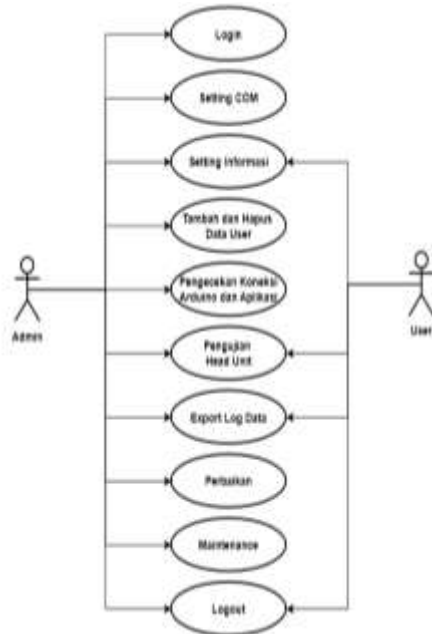 Login
Setting COM
Setting Informasi
Tambah dan Hapus
Data User
Pengecekan Koneksi
Arduino dan Aplikasi
Admin
User
Pengujian
Head Unit
Export Log Data
Perbaikan
Maintenance
Logout